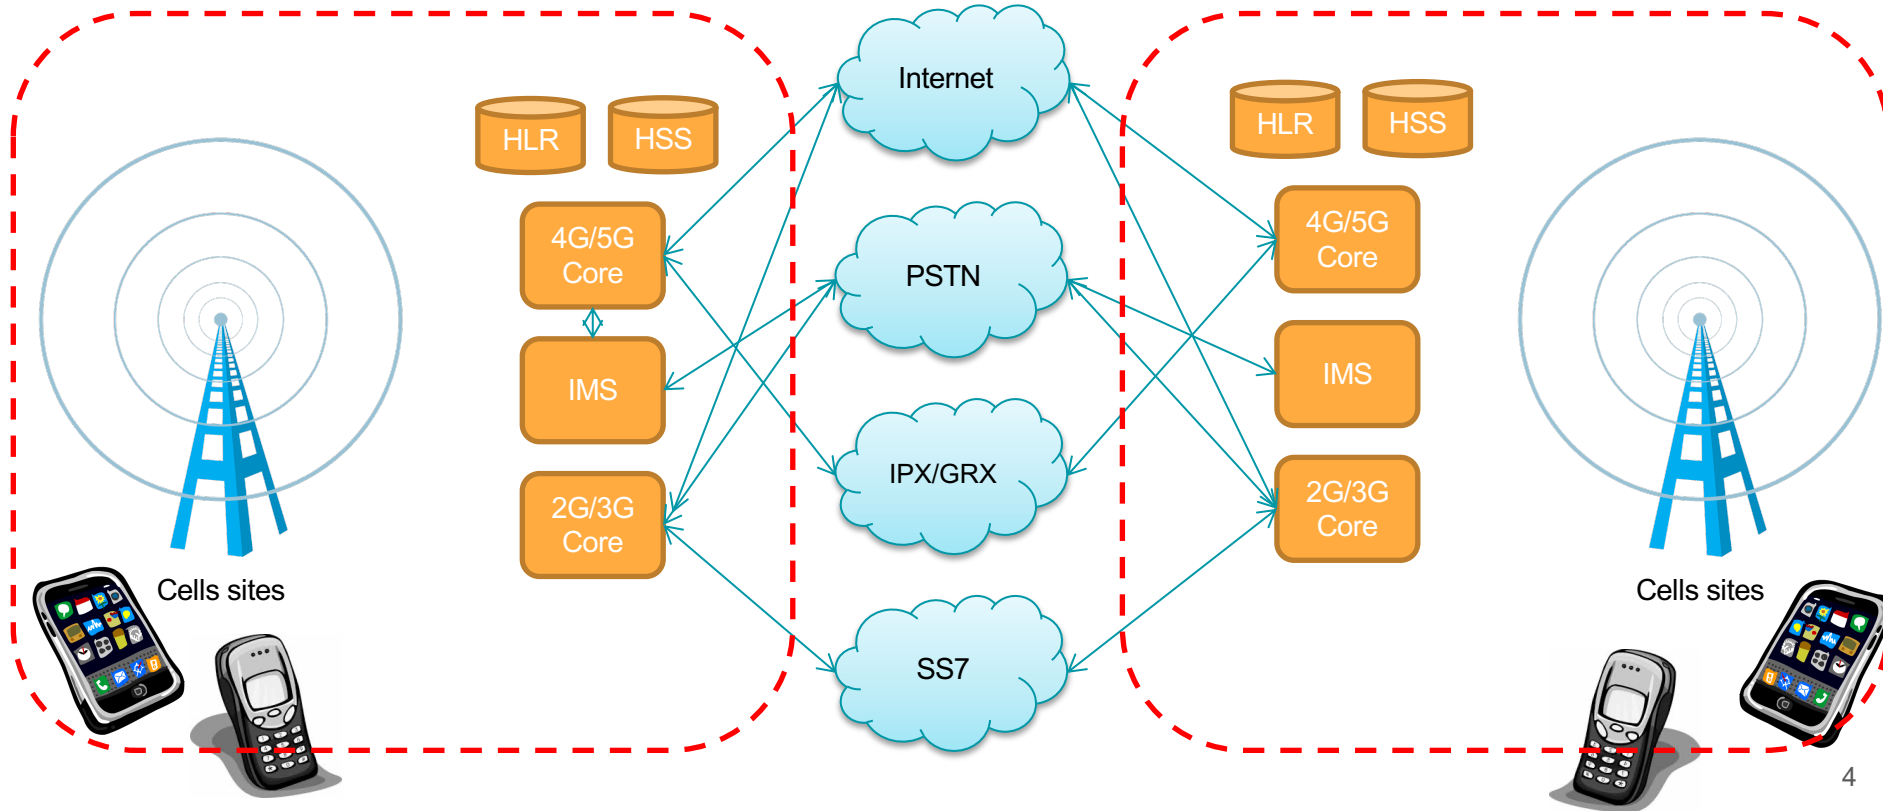 Internet
HLR
HSS
HLR
HSS
4G/5G
Core
PSTN
4G/5G
Core
IMS
IMS
IPX/GRX
2G/3G
Core
2G/3G
Core
Cells sites
Cells sites
SS7
4